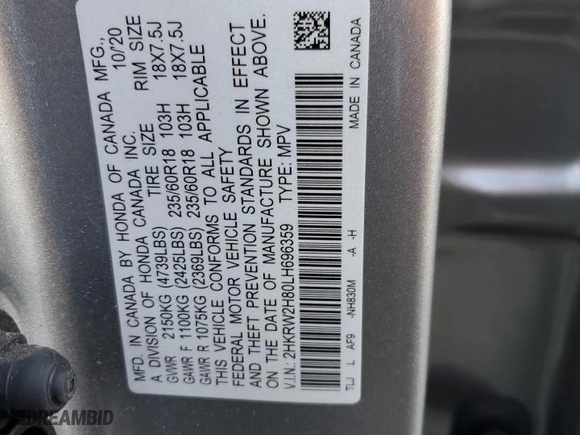 MFD. IN CANADA BY HONDA OF CANADA MFG., 10/20
A DIVISION OF HONDA CANADA INC.
TIRE SIZE RIM SIZE
GVWR 2150KG (4739LBS)
GAWR F 1100KG (2425LBS) 235/60R18 103H 18X7.5J
GAWR R 1075KG (2369LBS) 235/60R18 103H 18X7.5J
THIS VEHICLE CONFORMS TO ALL APPLICABLE
FEDERAL MOTOR VEHICLE SAFETY
AND THEFT PREVENTION STANDARDS IN EFFECT
ON THE DATE OF MANUFACTURE SHOWN ABOVE.
V.I.N.: 2HKRW2H80LH696359 TYPE: MPV
TLJ L AF9 -NH830M -A -H
MADE IN CANADA
DREAMBID